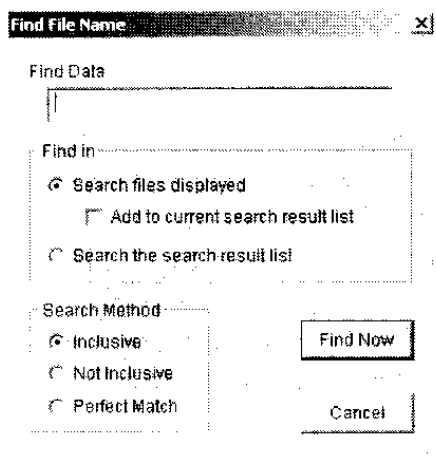 Find File Name
Find Data
Find in
Search files displayed
Add to current search result list
Search the search result list
Search Method
Inclusive
Find Now
Not Inclusive
Perfect Match
Cancel